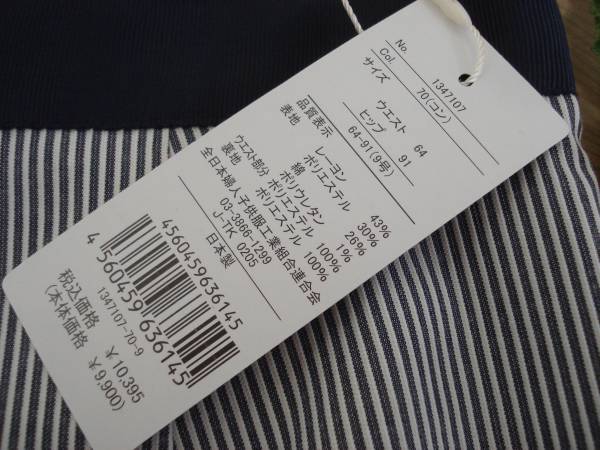 No. 1347107
Col. 70(コン)
サイズ ウエスト 64
ヒップ 91
64-91(9号)
品質表示
表地 レーヨン 43%
ポリエステル 30%
綿 26%
ポリウレタン 1%
ウエスト部分 ポリエステル 100%
裏地 ポリエステル 100%
全日本婦人子供服工業組合連合会
03-3866-1299
J-TK 0205
日本製
4560459636145
4 560459 636145
1347107-70-9
税込価格 ¥10,395
(本体価格 ¥9,900)